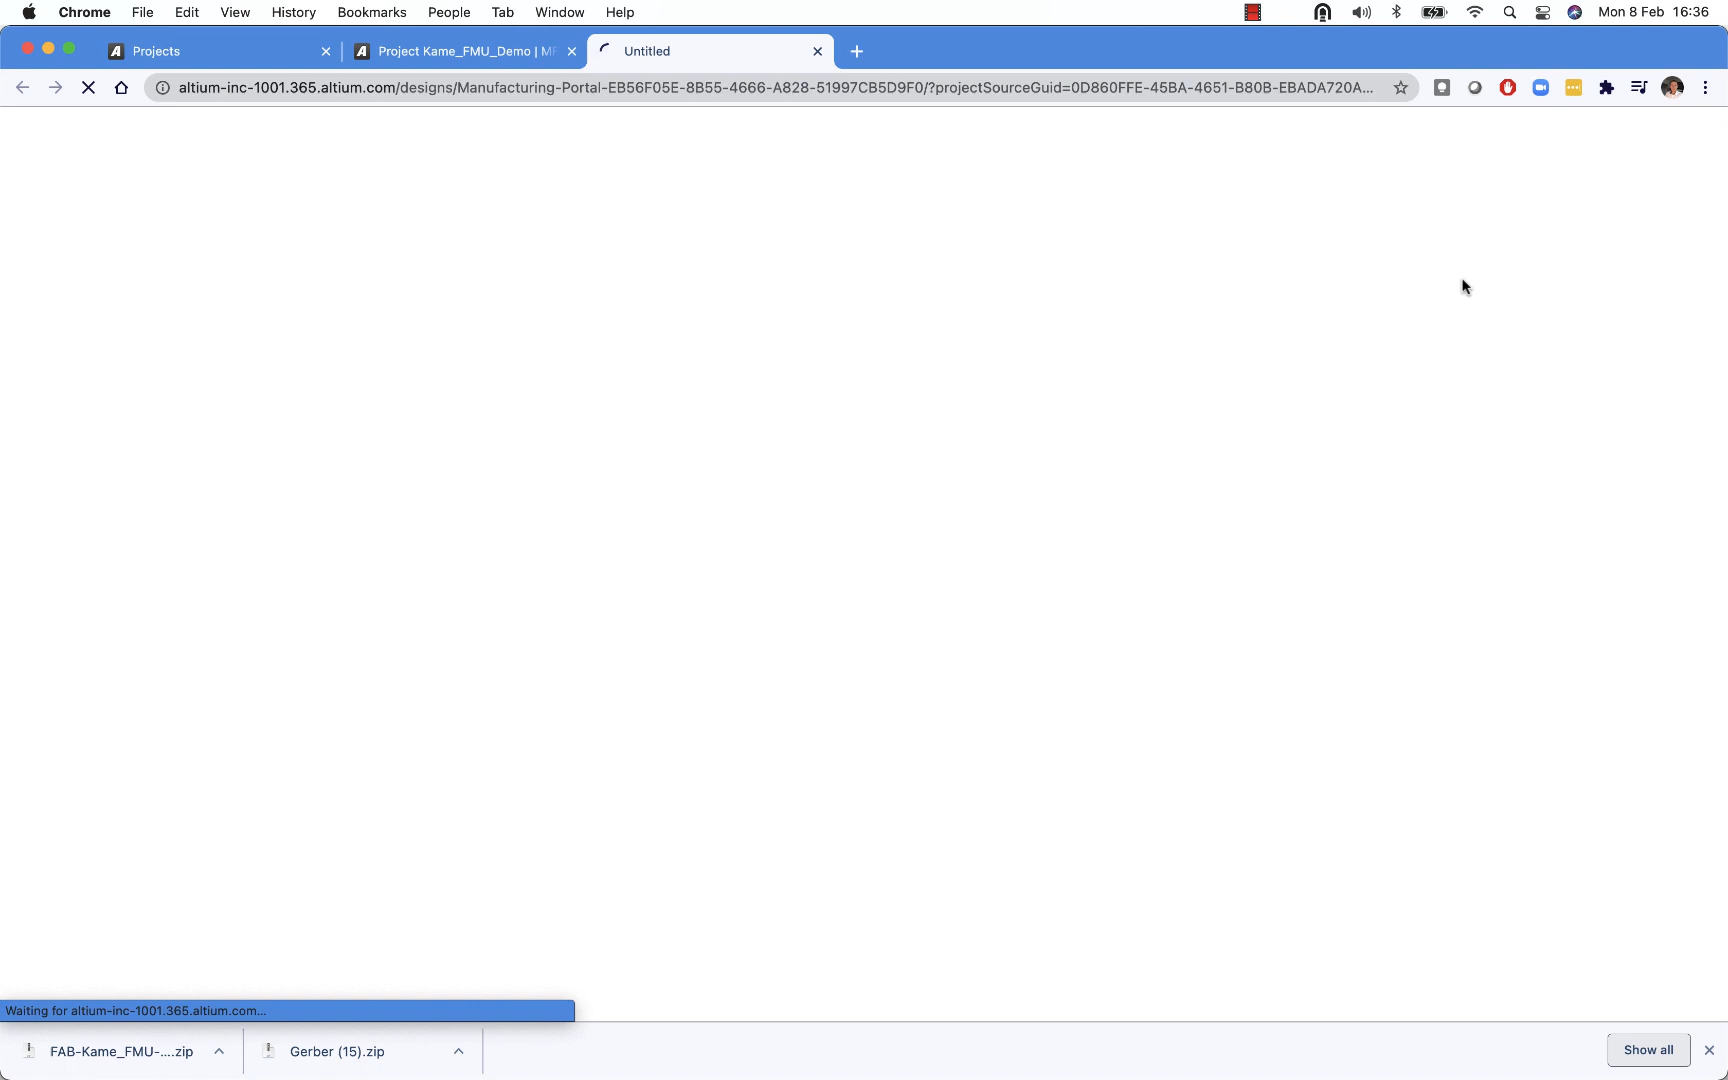 Chrome File Edit View History Bookmarks People Tab Window Help Mon 8 Feb 16:36
Projects Project Kame_FMU_Demo | Untitled
altium-inc-1001.365.altium.com/designs/Manufacturing-Portal-EB56F05E-8B55-4666-A828-51997CB5D9F0/?projectSourceGuid=0D860FFE-45BA-4651-B80B-EBADA720A...
Waiting for altium-inc-1001.365.altium.com...
FAB-Kame_FMU-....zip Gerber (15).zip Show all